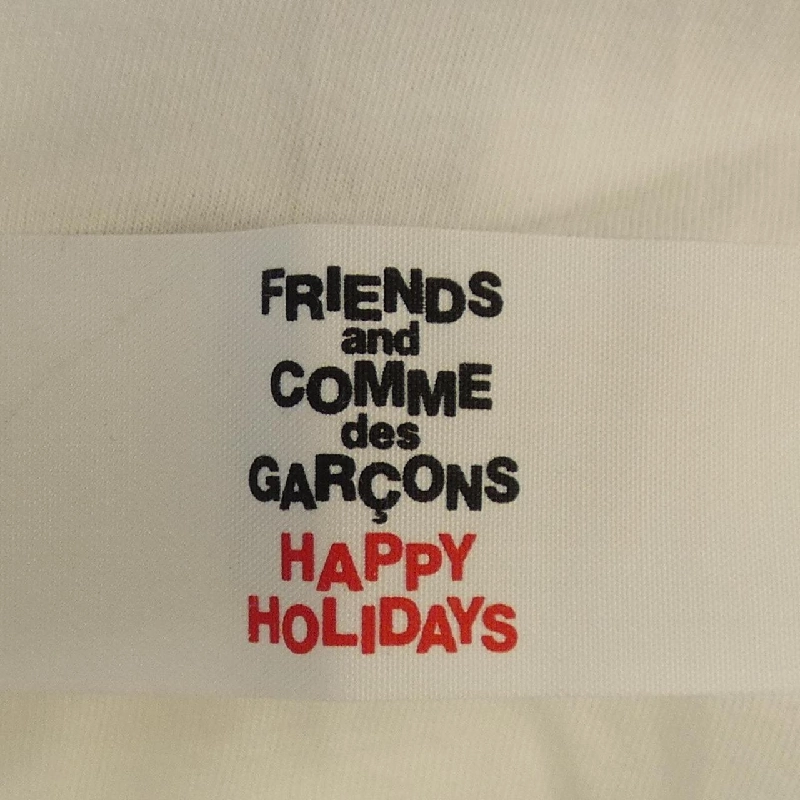 FRIENDS
and
COMME
des
GARÇONS
HAPPY
HOLIDAYS